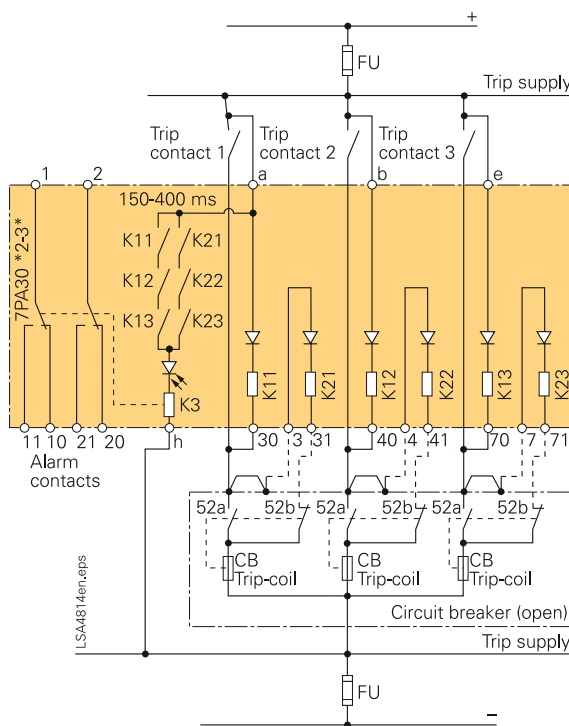 +
FU
Trip supply
Trip contact 1
Trip contact 2
Trip contact 3
a
b
e
1
2
150-400 ms
7PA30 *2-3*
K11
K21
K12
K22
K13
K23
K3
K11
K21
K12
K22
K13
K23
11
10
21
20
h
30
3
31
40
4
41
70
7
71
Alarm
contacts
52a
52b
52a
52b
52a
52b
CB
Trip-coil
CB
Trip-coil
CB
Trip-coil
Circuit breaker (open)
LSA4814en.eps
Trip supply
FU
–